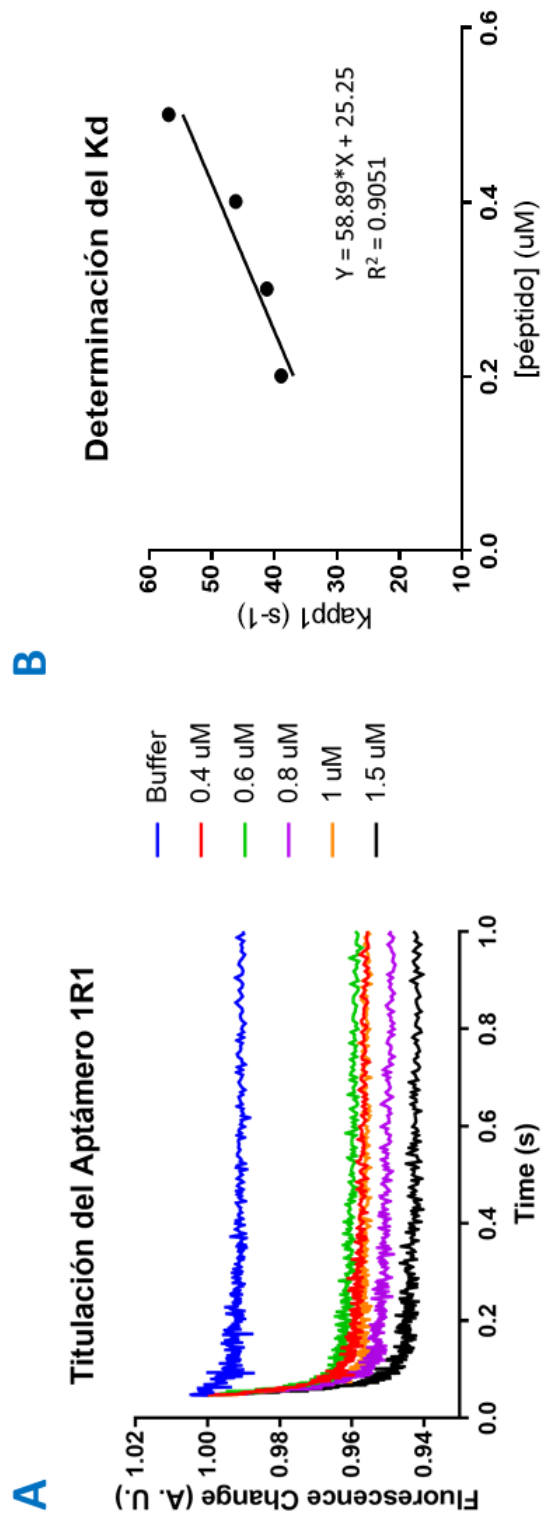 A
Titulación del Aptámero 1R1
Fluorescence Change (A. U.)
1.02
1.00
0.98
0.96
0.94
0.0
0.2
0.4
0.6
0.8
1.0
Time (s)
Buffer
0.4 uM
0.6 uM
0.8 uM
1 uM
1.5 uM
B
Determinación del Kd
Kapp1 (s-1)
60
50
40
30
20
10
0.0
0.2
0.4
0.6
[péptido] (uM)
Y = 58.89*X + 25.25
R² = 0.9051